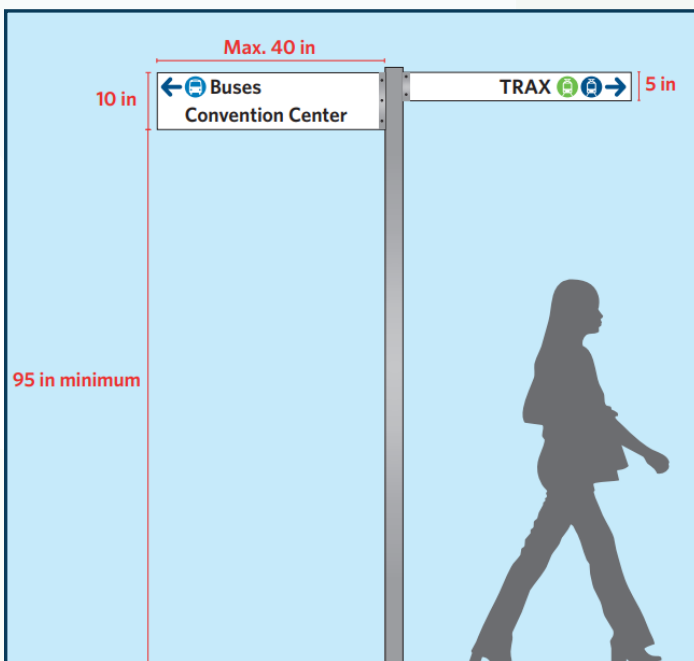 Max. 40 in
10 in
Buses
Convention Center
TRAX
5 in
95 in minimum